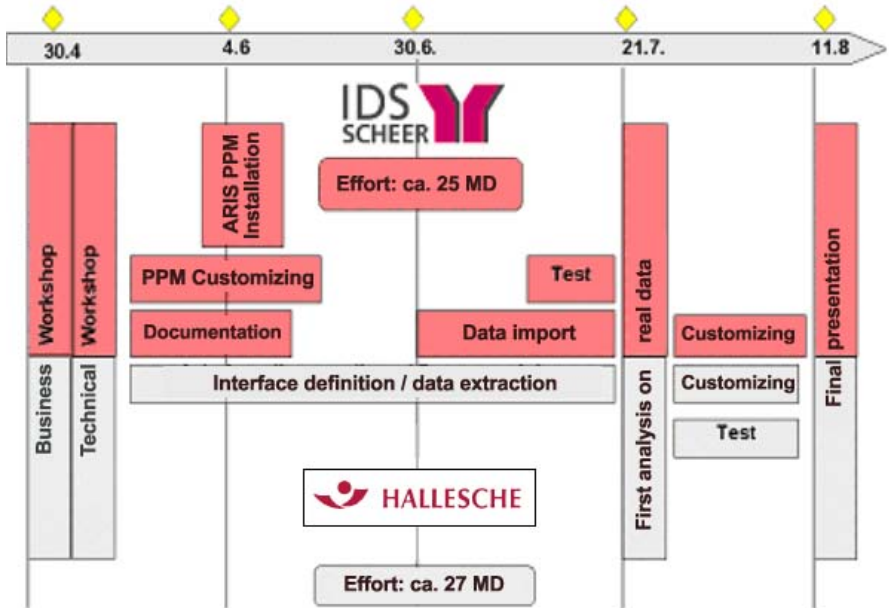 30.4 4.6 30.6. 21.7. 11.8
IDS
SCHEER
Effort: ca. 25 MD
Business Workshop
Technical Workshop
ARIS PPM
Installation
PPM Customizing
Documentation
Test
Data import
First analysis on real data
Customizing
Final presentation
Interface definition / data extraction
Customizing
Test
HALLESCHE
Effort: ca. 27 MD